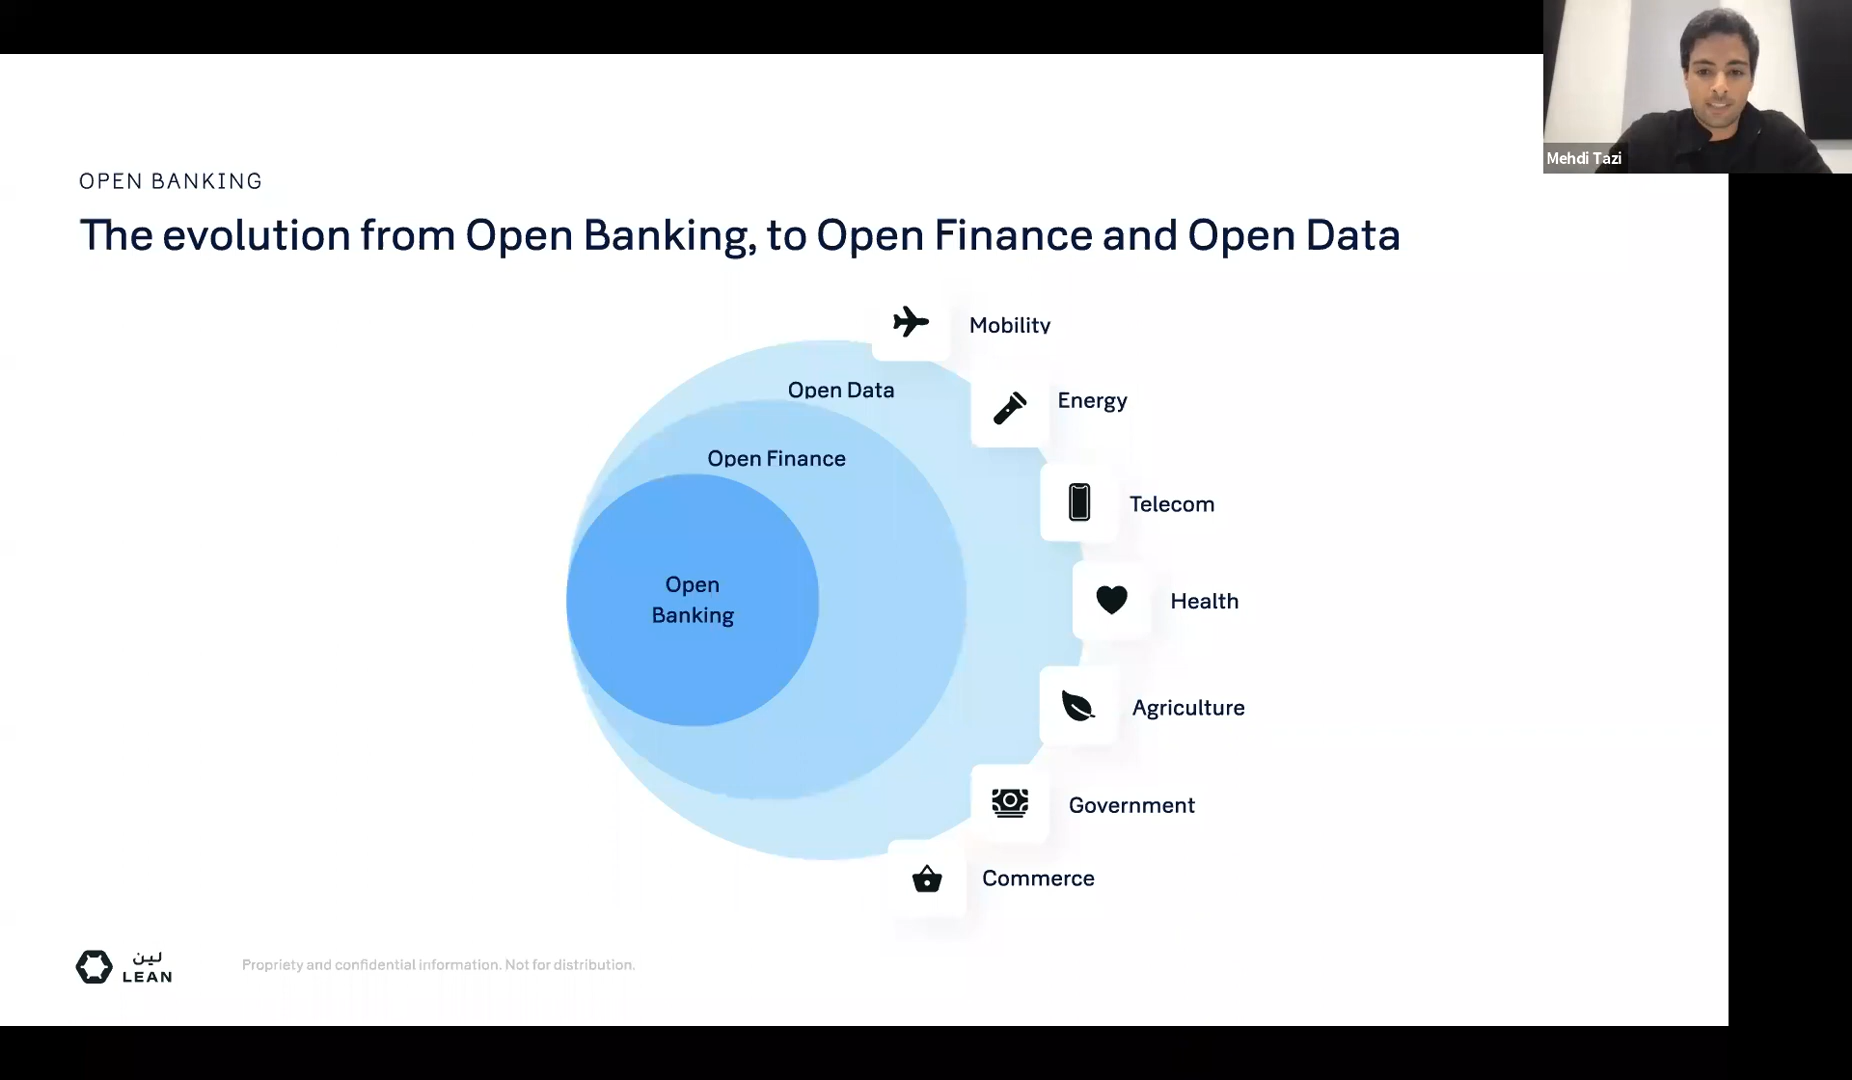 Mehdi Tazi
OPEN BANKING
The evolution from Open Banking, to Open Finance and Open Data
Mobility
Open Data
Energy
Open Finance
Telecom
Open
Banking
Health
Agriculture
Government
Commerce
لين
LEAN
Propriety and confidential information. Not for distribution.